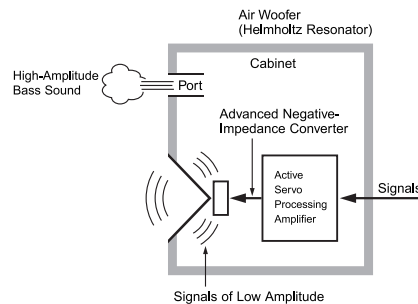 Air Woofer
(Helmholtz Resonator)
Cabinet
High-Amplitude
Bass Sound
Port
Advanced Negative-
Impedance Converter
Active
Servo
Processing
Amplifier
Signals
Signals of Low Amplitude